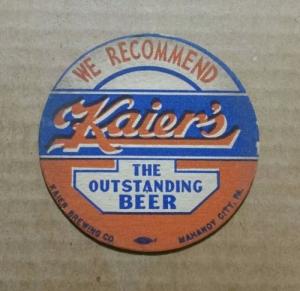 WE RECOMMEND
Kaier's
THE
OUTSTANDING
BEER
KAIER BREWING CO
MAHANOY CITY, PA.